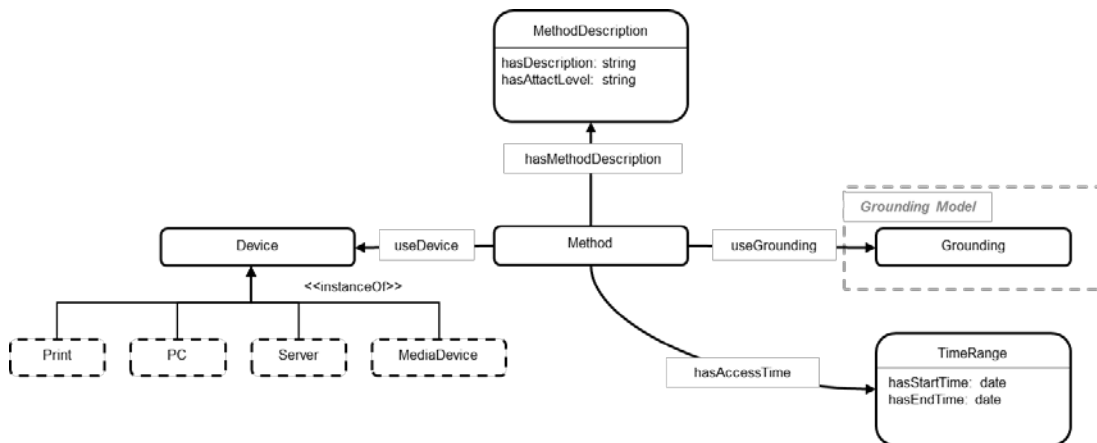 MethodDescription
hasDescription: string
hasAttactLevel: string
hasMethodDescription
Grounding Model
Device
useDevice
Method
useGrounding
Grounding
<<instanceOf>>
Print
PC
Server
MediaDevice
hasAccessTime
TimeRange
hasStartTime: date
hasEndTime: date